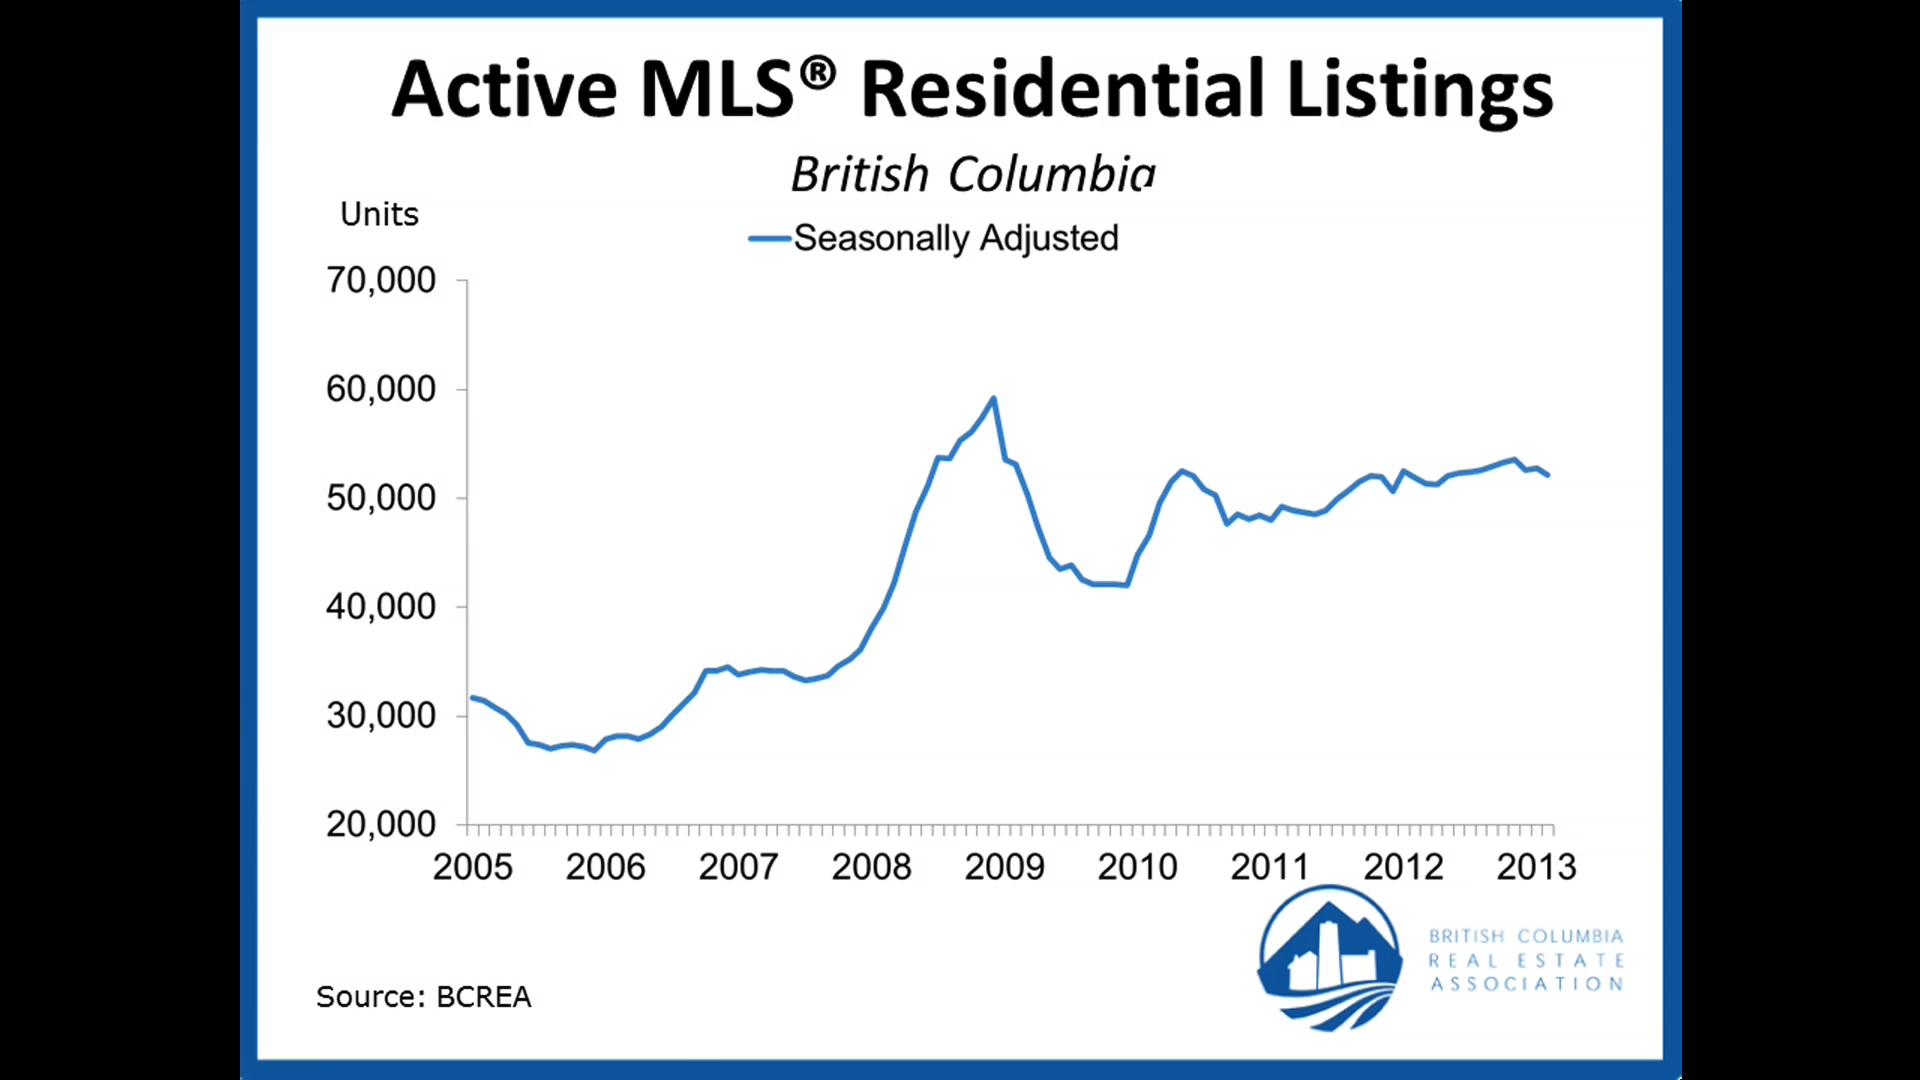 Active MLS® Residential Listings
British Columbia
Units
Seasonally Adjusted
70,000
60,000
50,000
40,000
30,000
20,000
2005 2006 2007 2008 2009 2010 2011 2012 2013
BRITISH COLUMBIA
REAL ESTATE
ASSOCIATION
Source: BCREA